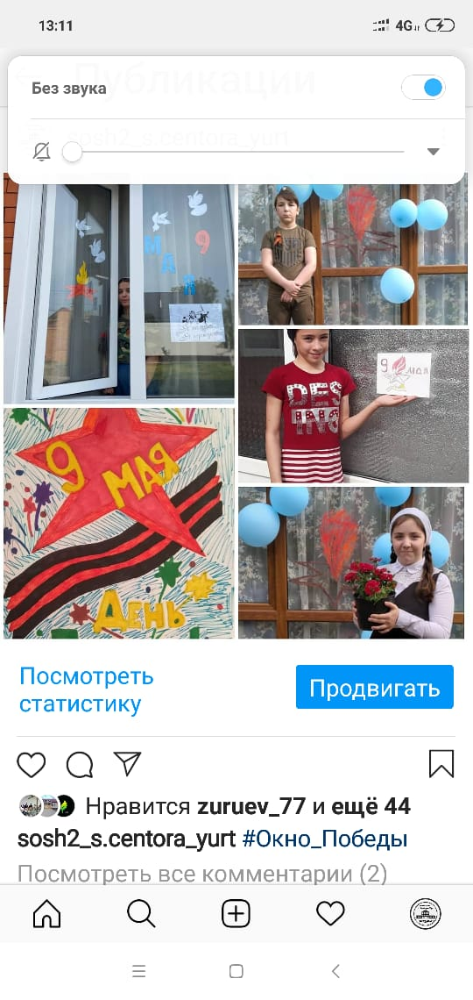 13:11
4G
Публикации
Без звука
sosh2_s.centora_yurt
МАЯ 9
9 МАЯ
DES
ING
9 МАЯ
День
Посмотреть
статистику
Продвигать
Нравится zuruev_77 и ещё 44
sosh2_s.centora_yurt #Окно_Победы
Посмотреть все комментарии (2)